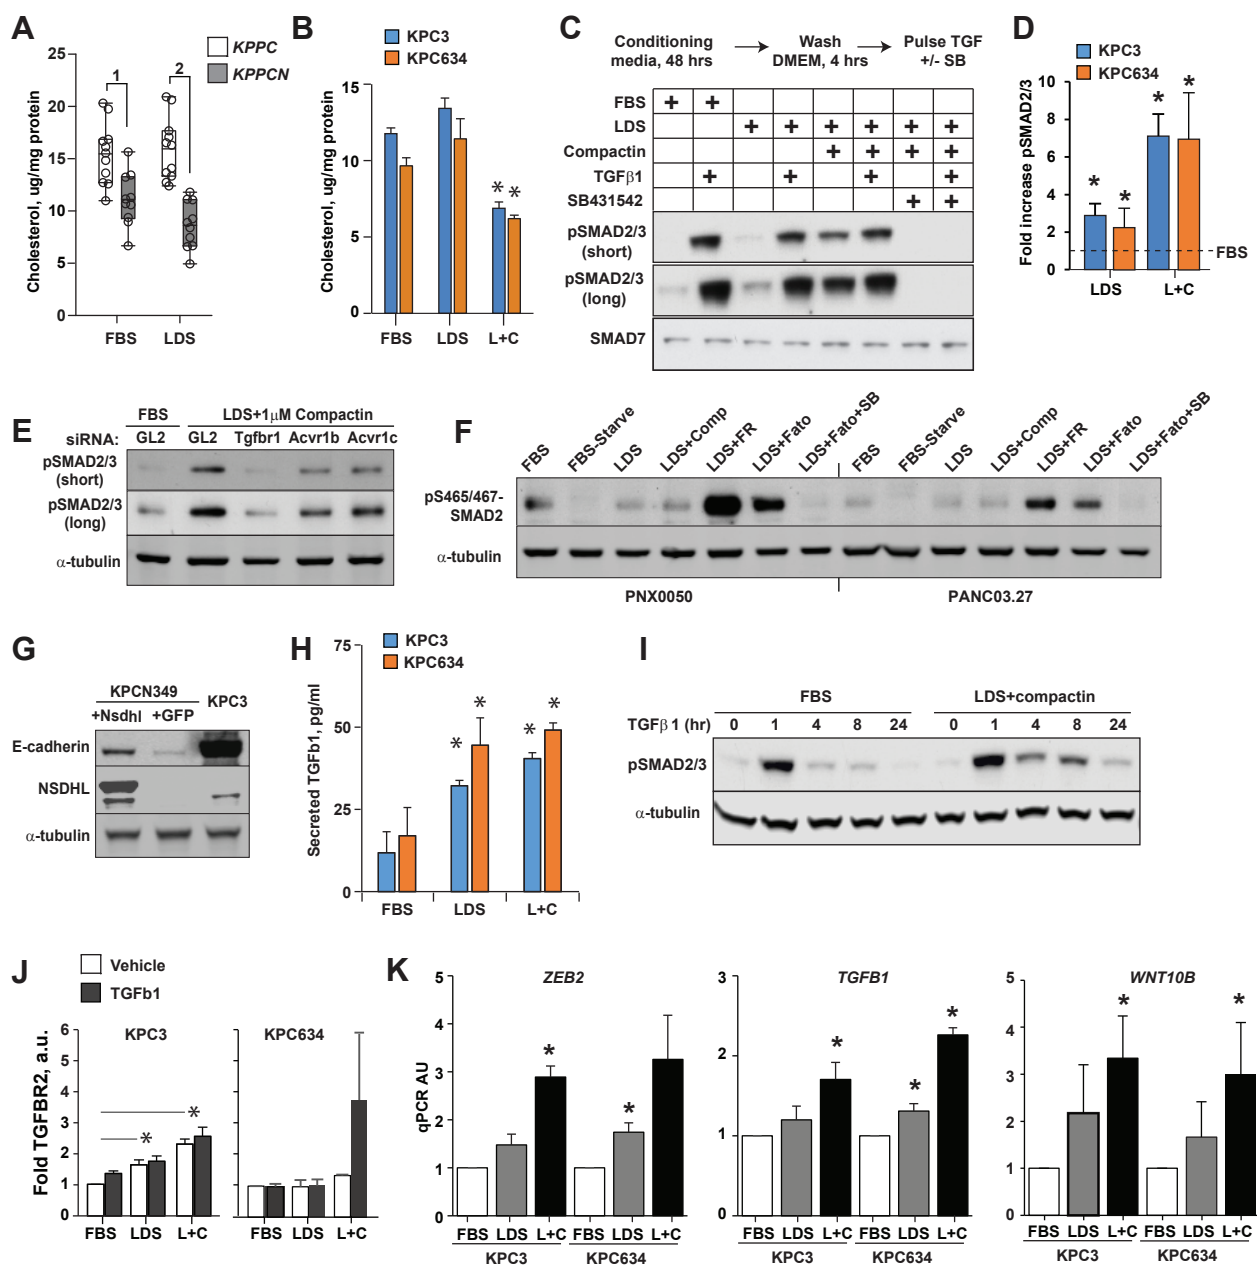 A
KPPC
KPPCN
Cholesterol, ug/mg protein
25
20
15
10
5
0
1
2
FBS LDS
B
KPC3
KPC634
Cholesterol, ug/mg protein
15
10
5
0
* *
FBS LDS L+C
C
Conditioning media, 48 hrs
Wash DMEM, 4 hrs
Pulse TGF +/- SB
FBS + +
LDS + + + + + +
Compactin + + + +
TGFβ1 + + + +
SB431542 + +
pSMAD2/3
(short)
pSMAD2/3
(long)
SMAD7
D
KPC3
KPC634
Fold increase pSMAD2/3
10
8
6
4
2
0
* * * *
FBS
LDS L+C
E
FBS LDS+1μM Compactin
siRNA: GL2 GL2 Tgfbr1 Acvr1b Acvr1c
pSMAD2/3
(short)
pSMAD2/3
(long)
α-tubulin
F
FBS FBS-Starve LDS LDS+Comp LDS+FR LDS+Fato LDS+Fato+SB FBS FBS-Starve LDS LDS+Comp LDS+FR LDS+Fato LDS+Fato+SB
pS465/467-
SMAD2
α-tubulin
PNX0050 PANC03.27
G
KPCN349 KPC3
+Nsdhl +GFP
E-cadherin
NSDHL
α-tubulin
H
KPC3
KPC634
Secreted TGFb1, pg/ml
75
50
25
0
* * * *
FBS LDS L+C
I
FBS LDS+compactin
TGFβ1 (hr) 0 1 4 8 24 0 1 4 8 24
pSMAD2/3
α-tubulin
J
Vehicle
TGFb1
Fold TGFBR2, a.u.
6
5
4
3
2
1
0
KPC3 KPC634
* *
FBS LDS L+C FBS LDS L+C
K
qPCR AU
ZEB2
5
4
3
2
1
0
* *
FBS LDS L+C FBS LDS L+C
KPC3 KPC634
TGFB1
3
2
1
0
* * *
FBS LDS L+C FBS LDS L+C
KPC3 KPC634
WNT10B
5
4
3
2
1
0
* *
FBS LDS L+C FBS LDS L+C
KPC3 KPC634